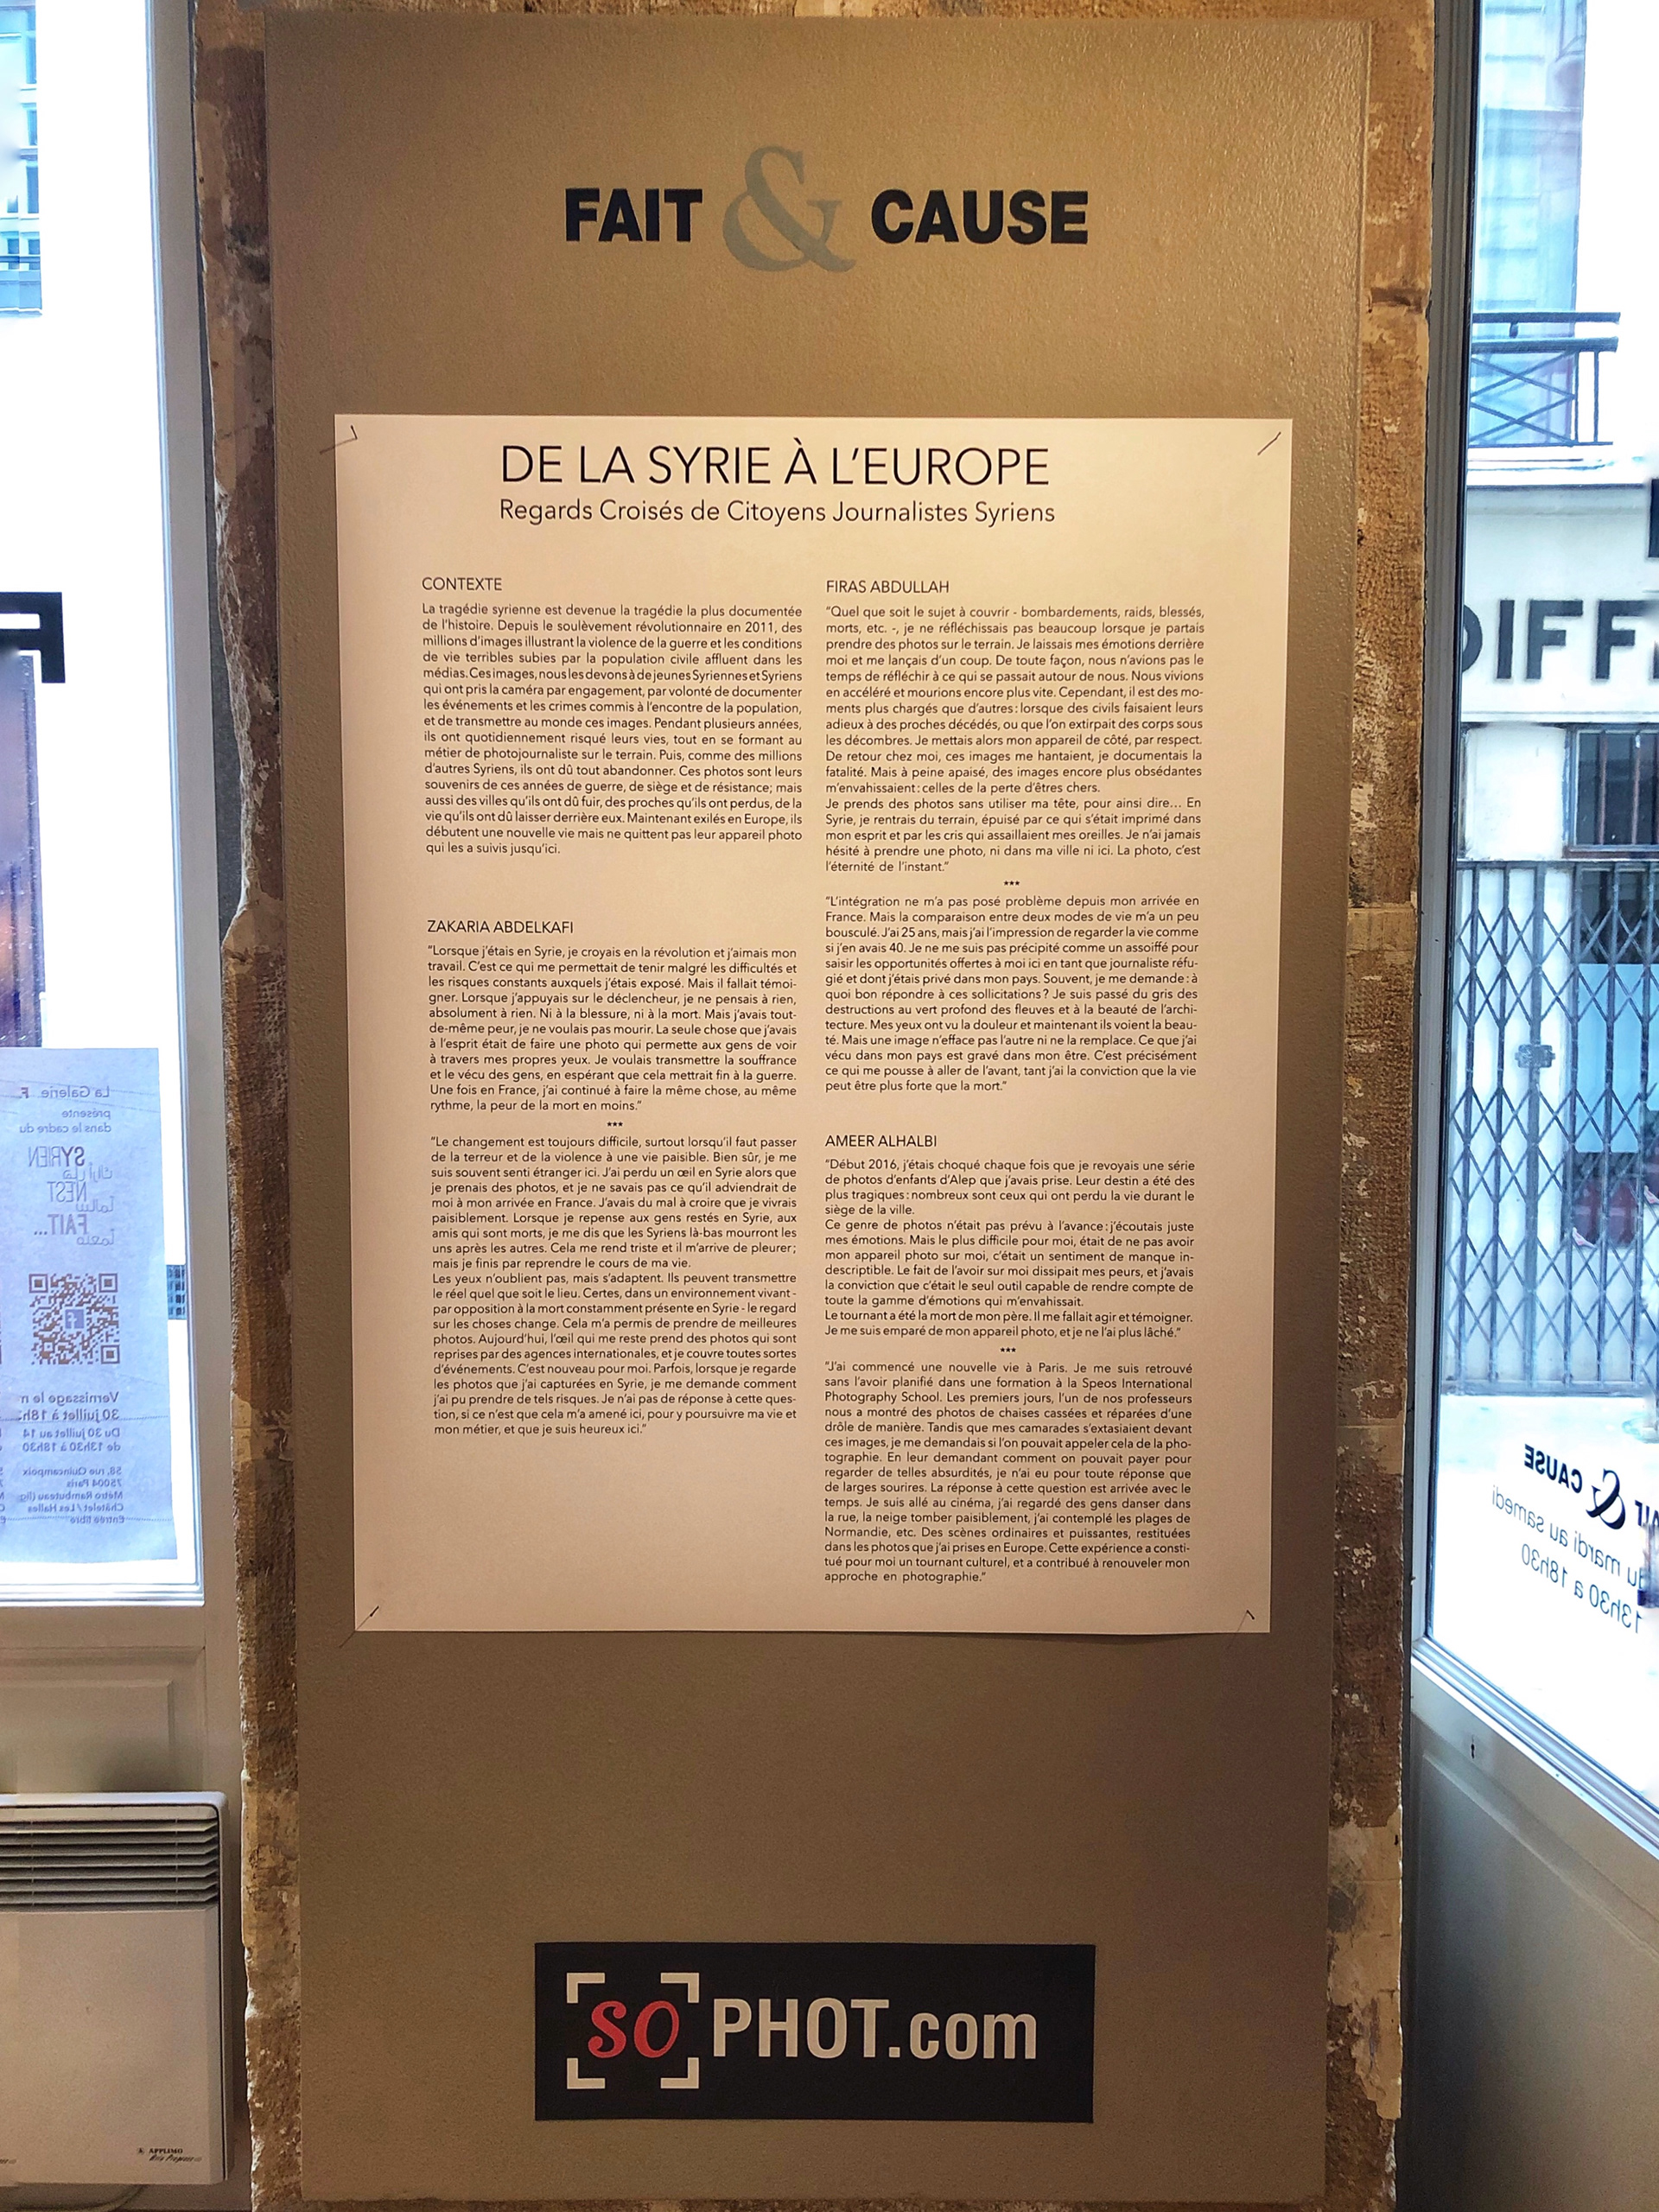 FAIT & CAUSE
DE LA SYRIE À L'EUROPE
Regards Croisés de Citoyens Journalistes Syriens
CONTEXTE
La tragédie syrienne est devenue la tragédie la plus documentée
de l'histoire. Depuis le soulèvement révolutionnaire en 2011, des
millions d'images illustrant la violence de la guerre et les conditions
de vie terribles subies par la population civile affluent dans les
médias. Ces images, nous les devons à de jeunes Syriennes et Syriens
qui ont pris la caméra par engagement, par volonté de documenter
les événements et les crimes commis à l'encontre de la population,
et de transmettre au monde ces images. Pendant plusieurs années,
ils ont quotidiennement risqué leurs vies, tout en se formant au
métier de photojournaliste sur le terrain. Puis, comme des millions
d'autres Syriens, ils ont dû tout abandonner. Ces photos sont leurs
souvenirs de ces années de guerre, de siège et de résistance; mais
aussi des villes qu'ils ont dû fuir, des proches qu'ils ont perdus, de la
vie qu'ils ont dû laisser derrière eux. Maintenant exilés en Europe, ils
débutent une nouvelle vie mais ne quittent pas leur appareil photo
qui les a suivis jusqu'ici.
ZAKARIA ABDELKAFI
"Lorsque j'étais en Syrie, je croyais en la révolution et j'aimais mon
travail. C'est ce qui me permettait de tenir malgré les difficultés et
les risques constants auxquels j'étais exposé. Mais il fallait témoi-
gner. Lorsque j'appuyais sur le déclencheur, je ne pensais à rien,
absolument à rien. Ni à la blessure, ni à la mort. Mais j'avais tout-
de-même peur, je ne voulais pas mourir. La seule chose que j'avais
à l'esprit était de faire une photo qui permette aux gens de voir
à travers mes propres yeux. Je voulais transmettre la souffrance
et le vécu des gens, en espérant que cela mettrait fin à la guerre.
Une fois en France, j'ai continué à faire la même chose, au même
rythme, la peur de la mort en moins."
***
"Le changement est toujours difficile, surtout lorsqu'il faut passer
de la terreur et de la violence à une vie paisible. Bien sûr, je me
suis souvent senti étranger ici. J'ai perdu un œil en Syrie alors que
je prenais des photos, et je ne savais pas ce qu'il adviendrait de
moi à mon arrivée en France. J'avais du mal à croire que je vivrais
paisiblement. Lorsque je repense aux gens restés en Syrie, aux
amis qui sont morts, je me dis que les Syriens là-bas mourront les
uns après les autres. Cela me rend triste et il m'arrive de pleurer;
mais je finis par reprendre le cours de ma vie.
Les yeux n'oublient pas, mais s'adaptent. Ils peuvent transmettre
le réel quel que soit le lieu. Certes, dans un environnement vivant -
par opposition à la mort constamment présente en Syrie - le regard
sur les choses change. Cela m'a permis de prendre de meilleures
photos. Aujourd'hui, l'œil qui me reste prend des photos qui sont
reprises par des agences internationales, et je couvre toutes sortes
d'événements. C'est nouveau pour moi. Parfois, lorsque je regarde
les photos que j'ai capturées en Syrie, je me demande comment
j'ai pu prendre de tels risques. Je n'ai pas de réponse à cette ques-
tion, si ce n'est que cela m'a amené ici, pour y poursuivre ma vie et
mon métier, et que je suis heureux ici."
FIRAS ABDULLAH
"Quel que soit le sujet à couvrir - bombardements, raids, blessés,
morts, etc. -, je ne réfléchissais pas beaucoup lorsque je partais
prendre des photos sur le terrain. Je laissais mes émotions derrière
moi et me lançais d'un coup. De toute façon, nous n'avions pas le
temps de réfléchir à ce qui se passait autour de nous. Nous vivions
en accéléré et mourions encore plus vite. Cependant, il est des mo-
ments plus chargés que d'autres : lorsque des civils faisaient leurs
adieux à des proches décédés, ou que l'on extirpait des corps sous
les décombres. Je mettais alors mon appareil de côté, par respect.
De retour chez moi, ces images me hantaient, je documentais la
fatalité. Mais à peine apaisé, des images encore plus obsédantes
m'envahissaient : celles de la perte d'êtres chers.
Je prends des photos sans utiliser ma tête, pour ainsi dire... En
Syrie, je rentrais du terrain, épuisé par ce qui s'était imprimé dans
mon esprit et par les cris qui assaillaient mes oreilles. Je n'ai jamais
hésité à prendre une photo, ni dans ma ville ni ici. La photo, c'est
l'éternité de l'instant."
***
"L'intégration ne m'a pas posé problème depuis mon arrivée en
France. Mais la comparaison entre deux modes de vie m'a un peu
bousculé. J'ai 25 ans, mais j'ai l'impression de regarder la vie comme
si j'en avais 40. Je ne me suis pas précipité comme un assoiffé pour
saisir les opportunités offertes à moi ici en tant que journaliste réfu-
gié et dont j'étais privé dans mon pays. Souvent, je me demande : à
quoi bon répondre à ces sollicitations ? Je suis passé du gris des
destructions au vert profond des fleuves et à la beauté de l'archi-
tecture. Mes yeux ont vu la douleur et maintenant ils voient la beau-
té. Mais une image n'efface pas l'autre ni ne la remplace. Ce que j'ai
vécu dans mon pays est gravé dans mon être. C'est précisément
ce qui me pousse à aller de l'avant, tant j'ai la conviction que la vie
peut être plus forte que la mort."
AMEER ALHALBI
"Début 2016, j'étais choqué chaque fois que je revoyais une série
de photos d'enfants d'Alep que j'avais prise. Leur destin a été des
plus tragiques : nombreux sont ceux qui ont perdu la vie durant le
siège de la ville.
Ce genre de photos n'était pas prévu à l'avance : j'écoutais juste
mes émotions. Mais le plus difficile pour moi, était de ne pas avoir
mon appareil photo sur moi, c'était un sentiment de manque in-
descriptible. Le fait de l'avoir sur moi dissipait mes peurs, et j'avais
la conviction que c'était le seul outil capable de rendre compte de
toute la gamme d'émotions qui m'envahissait.
Le tournant a été la mort de mon père. Il me fallait agir et témoigner.
Je me suis emparé de mon appareil photo, et je ne l'ai plus lâché."
***
"J'ai commencé une nouvelle vie à Paris. Je me suis retrouvé
sans l'avoir planifié dans une formation à la Speos International
Photography School. Les premiers jours, l'un de nos professeurs
nous a montré des photos de chaises cassées et réparées d'une
drôle de manière. Tandis que mes camarades s'extasiaient devant
ces images, je me demandais si l'on pouvait appeler cela de la pho-
tographie. En leur demandant comment on pouvait payer pour
regarder de telles absurdités, je n'ai eu pour toute réponse que
de larges sourires. La réponse à cette question est arrivée avec le
temps. Je suis allé au cinéma, j'ai regardé des gens danser dans
la rue, la neige tomber paisiblement, j'ai contemplé les plages de
Normandie, etc. Des scènes ordinaires et puissantes, restituées
dans les photos que j'ai prises en Europe. Cette expérience a consti-
tué pour moi un tournant culturel, et a contribué à renouveler mon
approche en photographie."
so PHOT.com
La Galerie F
présente
dans le cadre du
SYRIEN
N'EST
FAIT...
Vernissage le
30 juillet à 18h
Du 30 juillet au 14
de 13h30 à 18h30
58, rue Quincampoix
75004 Paris
Métro Rambuteau
Châtelet / Les Halles
Entrée libre
APPLIMO
DIFF
& CAUSE
du mardi au samedi
13h30 a 18h30